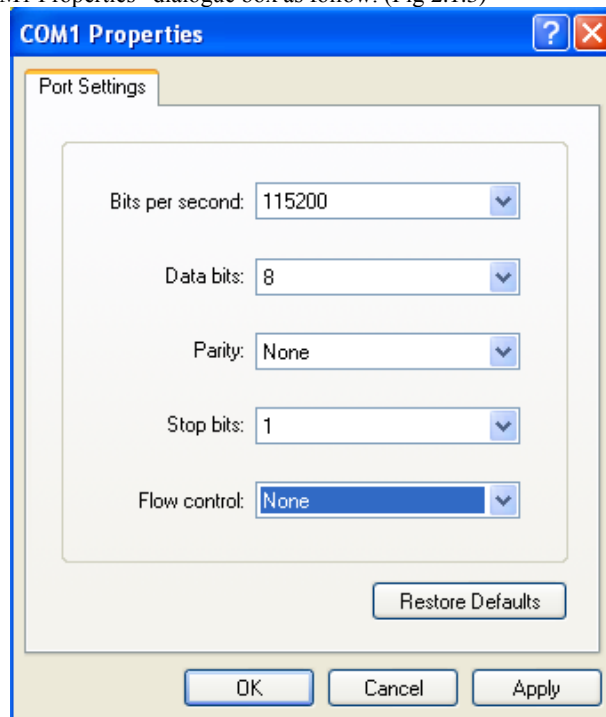 Properties" dialogue box as follow: (Fig 2.1.3)
COM1 Properties
Port Settings
Bits per second: 115200
Data bits: 8
Parity: None
Stop bits: 1
Flow control: None
Restore Defaults
OK Cancel Apply